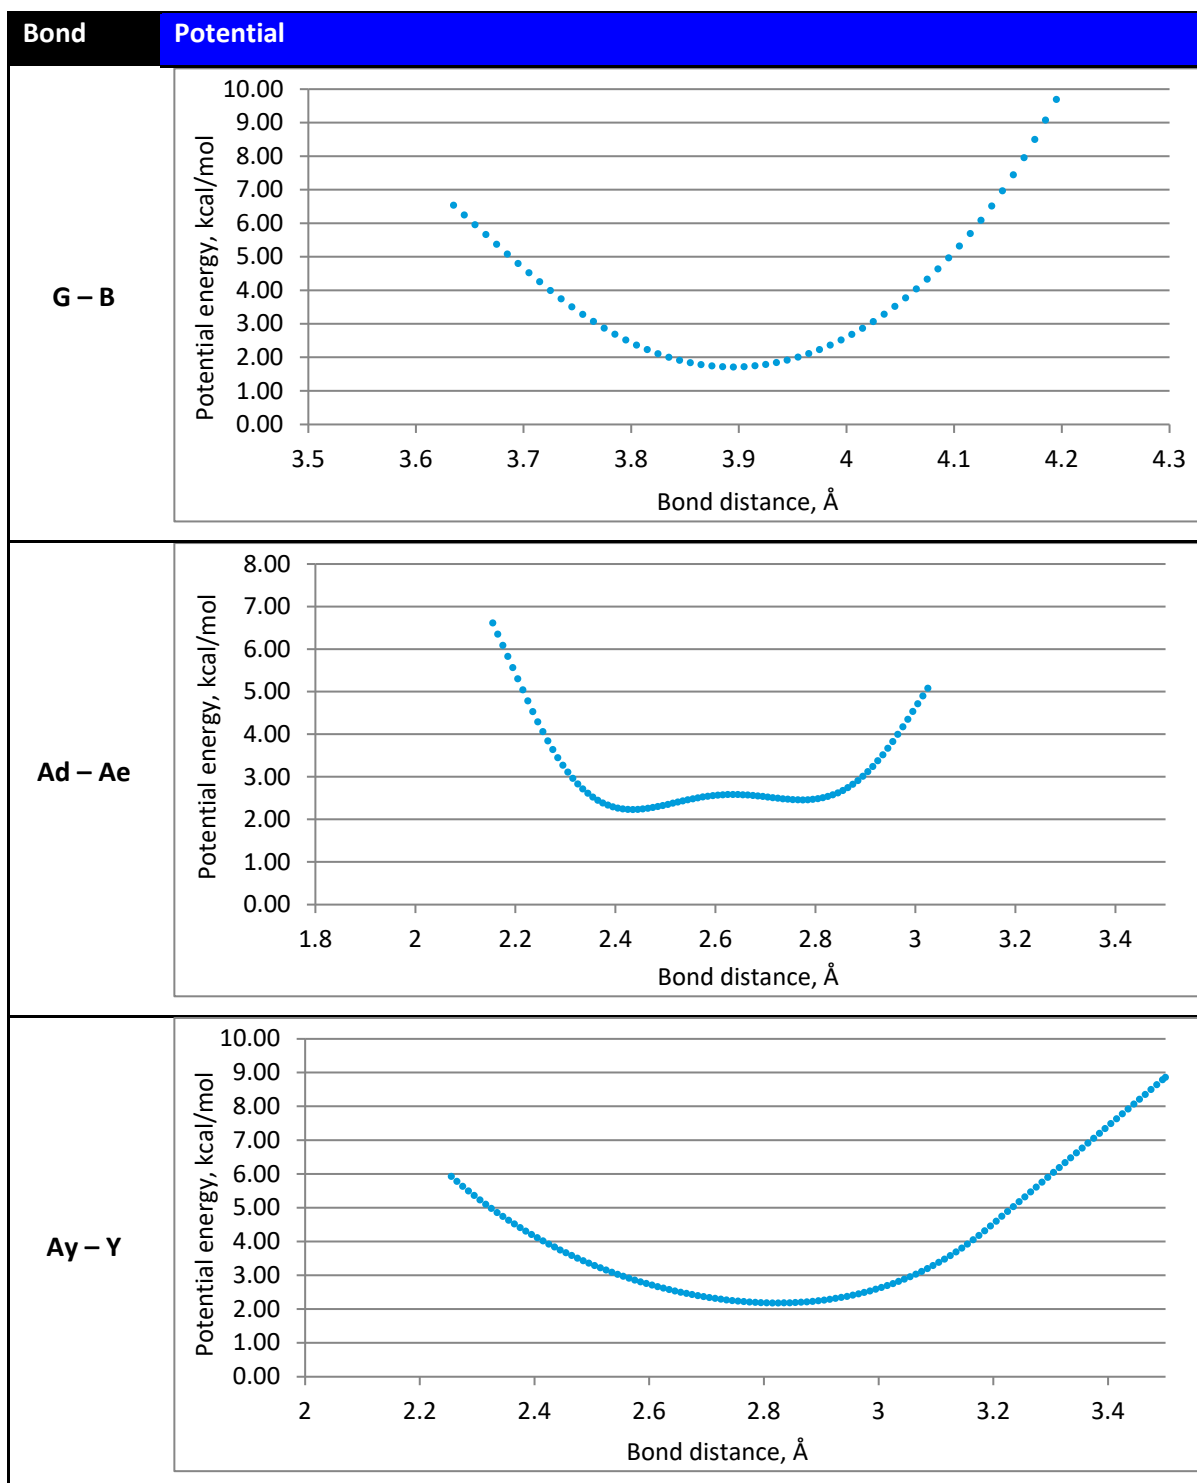 Bond Potential
G – B
Potential energy, kcal/mol
10.00
9.00
8.00
7.00
6.00
5.00
4.00
3.00
2.00
1.00
0.00
3.5 3.6 3.7 3.8 3.9 4 4.1 4.2 4.3
Bond distance, Å
Ad – Ae
Potential energy, kcal/mol
8.00
7.00
6.00
5.00
4.00
3.00
2.00
1.00
0.00
1.8 2 2.2 2.4 2.6 2.8 3 3.2 3.4
Bond distance, Å
Ay – Y
Potential energy, kcal/mol
10.00
9.00
8.00
7.00
6.00
5.00
4.00
3.00
2.00
1.00
0.00
2 2.2 2.4 2.6 2.8 3 3.2 3.4
Bond distance, Å